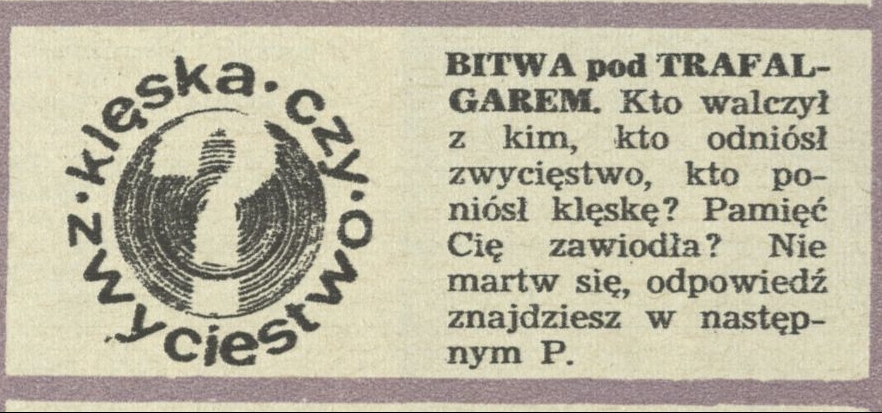 klęska · czy · zwyciestwo ·
BITWA pod TRAFAL-
GAREM. Kto walczył
z kim, kto odniósł
zwycięstwo, kto po-
niósł klęskę? Pamięć
Cię zawiodła? Nie
martw się, odpowiedź
znajdziesz w następ-
nym P.